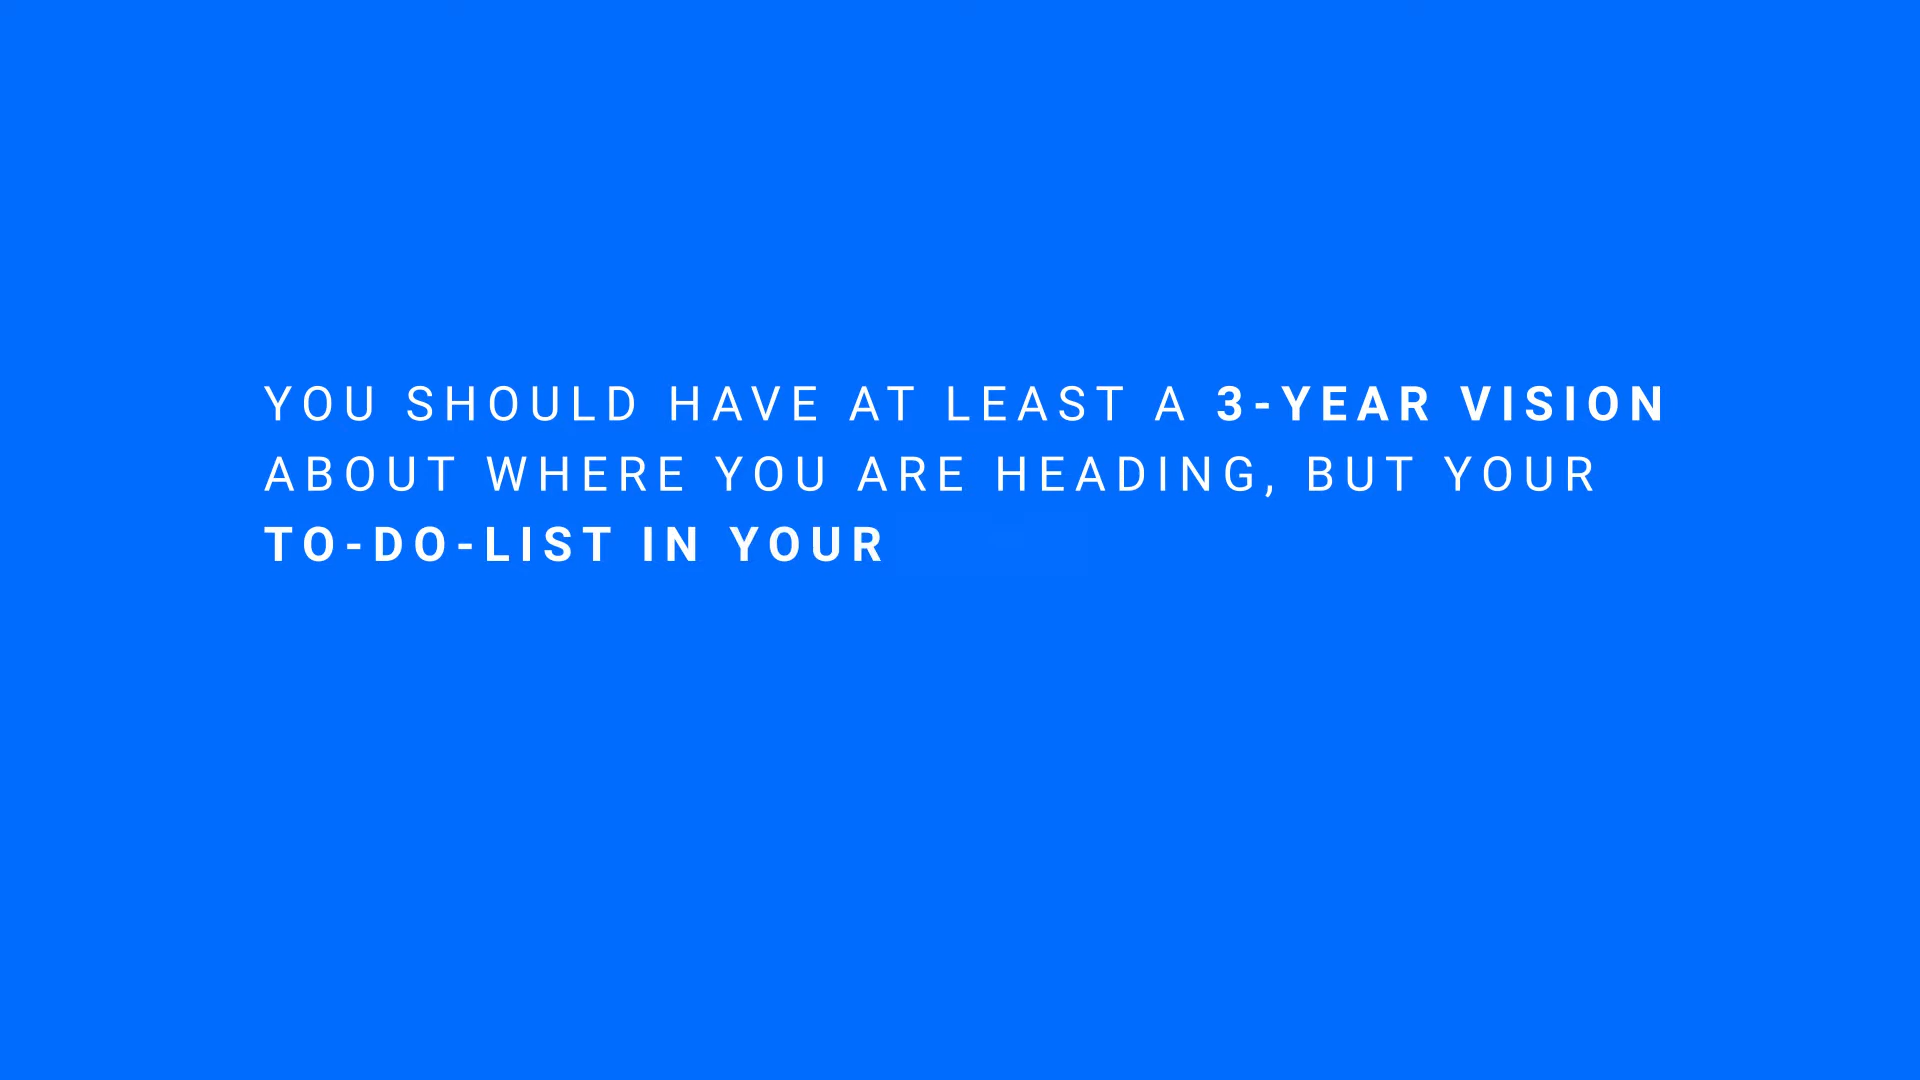 YOU SHOULD HAVE AT LEAST A 3-YEAR VISION
ABOUT WHERE YOU ARE HEADING, BUT YOUR
TO-DO-LIST IN YOUR